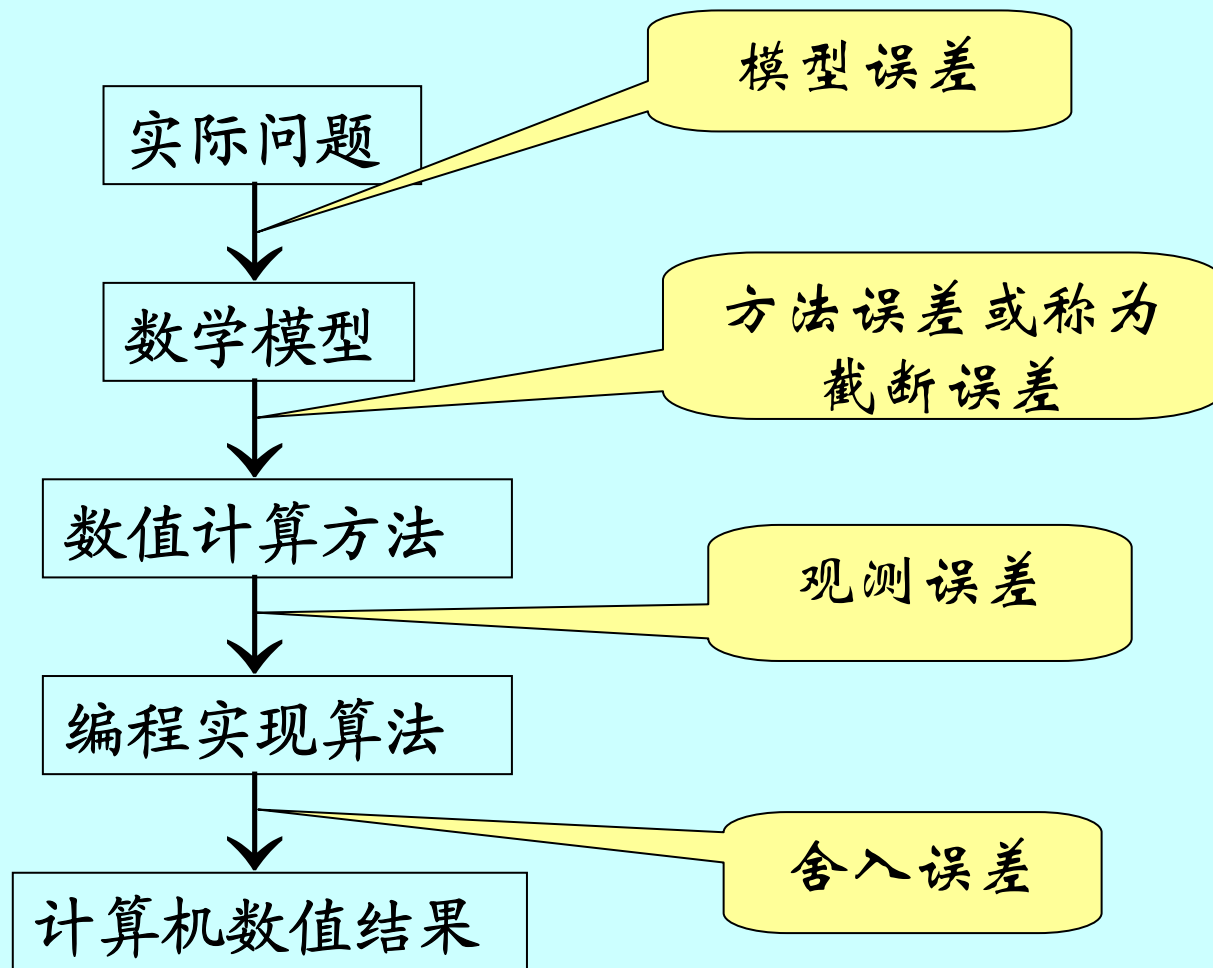 模型误差
实际问题
数学模型
方法误差或称为
截断误差
数值计算方法
观测误差
编程实现算法
舍入误差
计算机数值结果